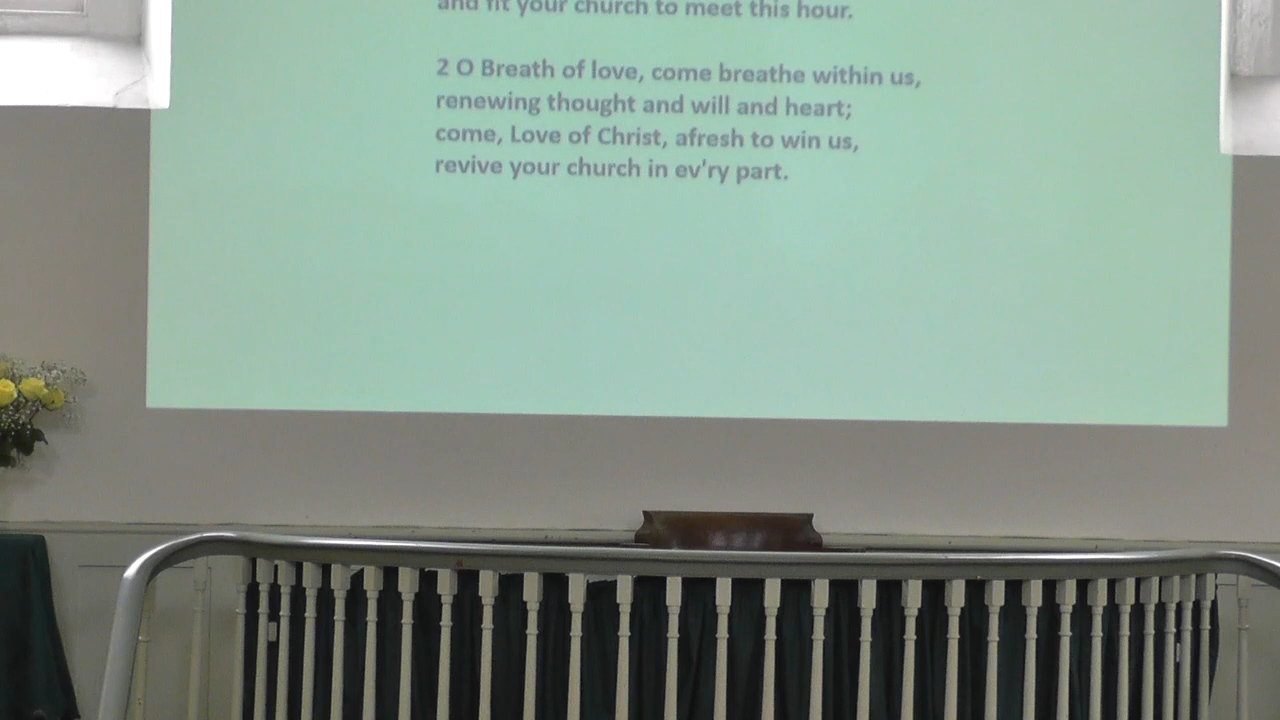 and fit your church to meet this hour.
2 O Breath of love, come breathe within us,
renewing thought and will and heart;
come, Love of Christ, afresh to win us,
revive your church in ev'ry part.